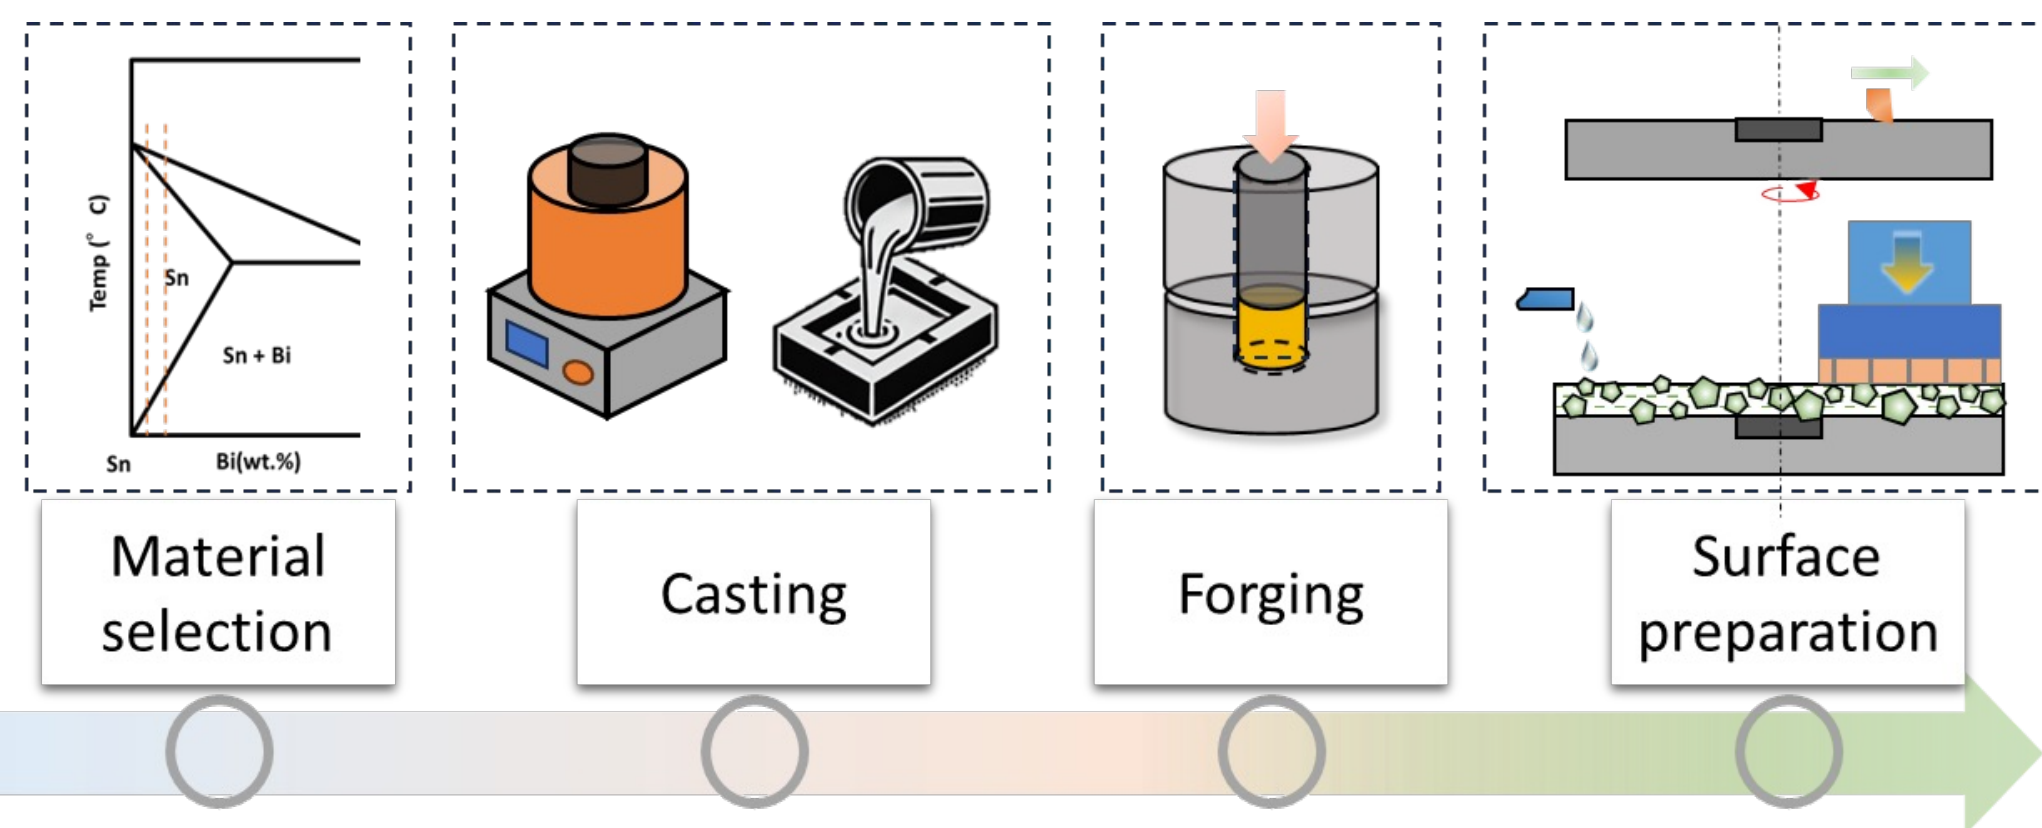 Temp (° C)
Sn
Sn + Bi
Sn
Bi(wt.%)
Material
selection
Casting
Forging
Surface
preparation